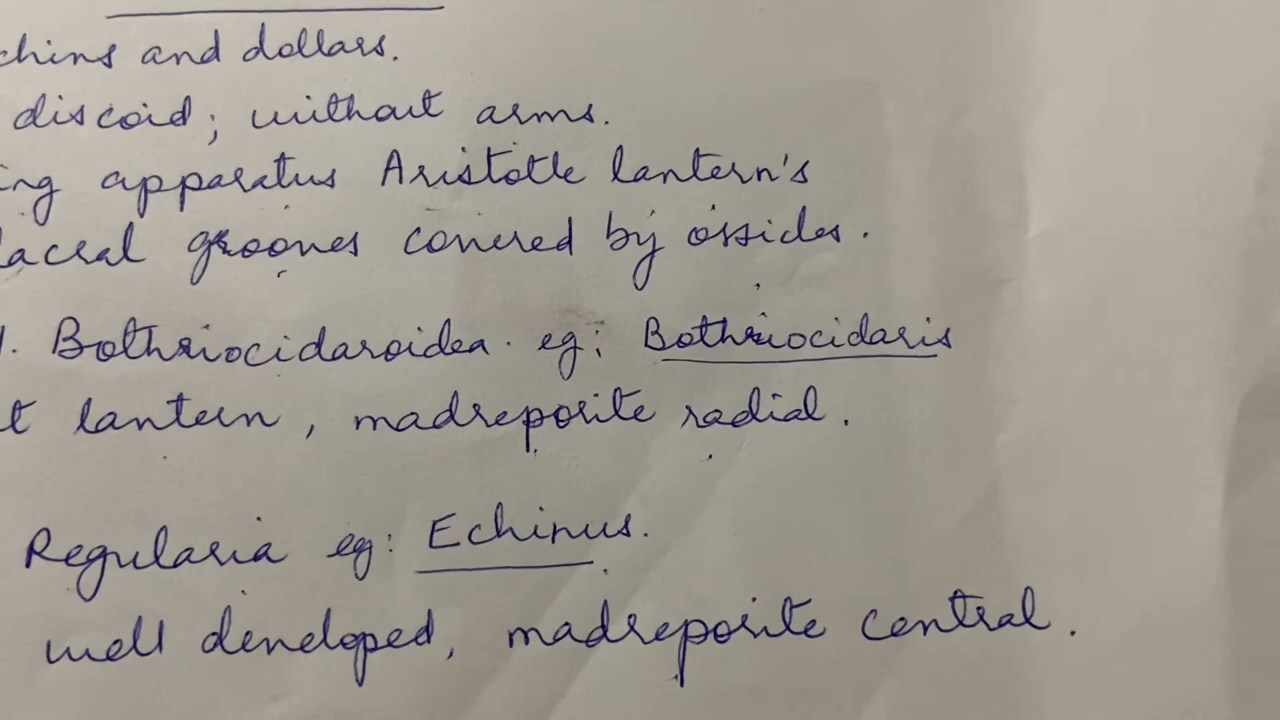 chins and dollars.
discoid; without arms.
ing apparatus Aristotle lantern's
lacral grooves covered by ossicles.
1. Bothriocidaroidea. eg: Bothriocidaris
t lantern, madreporite radial.
Regularia eg: Echinus.
well developed, madreporite central.